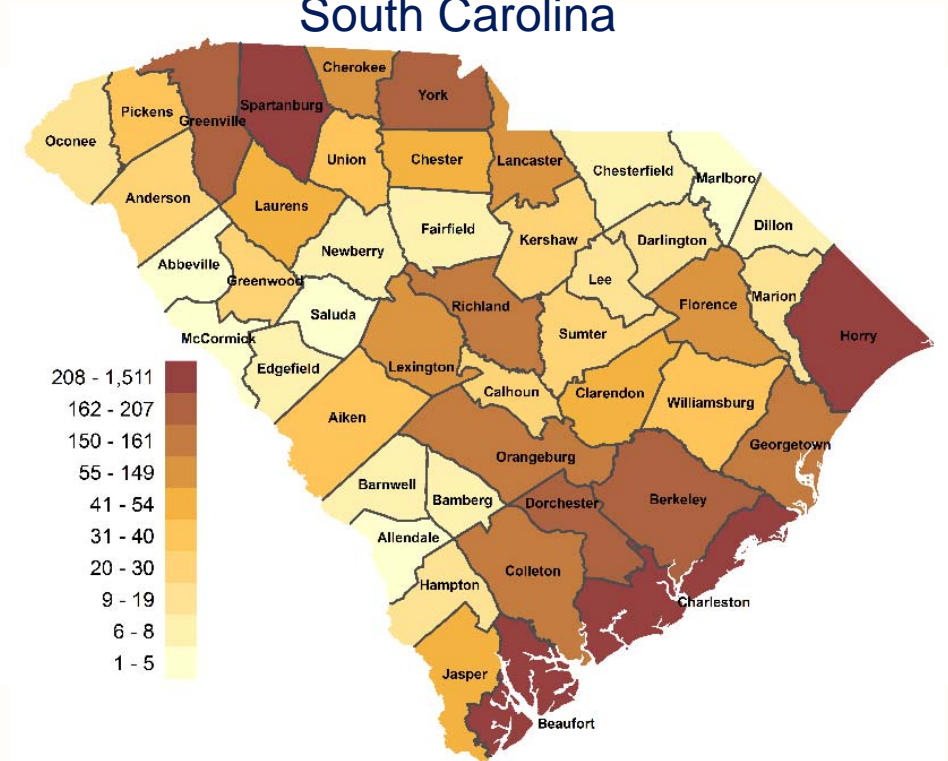 South Carolina
Cherokee
York
Spartanburg
Pickens
Greenville
Oconee
Union
Chester
Lancaster
Chesterfield
Marlboro
Anderson
Laurens
Dillon
Fairfield
Kershaw
Darlington
Newberry
Abbeville
Greenwood
Lee
Marion
Richland
Florence
Saluda
McCormick
Sumter
Horry
Edgefield
Lexington
Calhoun
Clarendon
Williamsburg
Aiken
Georgetown
Orangeburg
Barnwell
Bamberg
Dorchester
Berkeley
Allendale
Colleton
Hampton
Charleston
Jasper
Beaufort
208 - 1,511
162 - 207
150 - 161
55 - 149
41 - 54
31 - 40
20 - 30
9 - 19
6 - 8
1 - 5